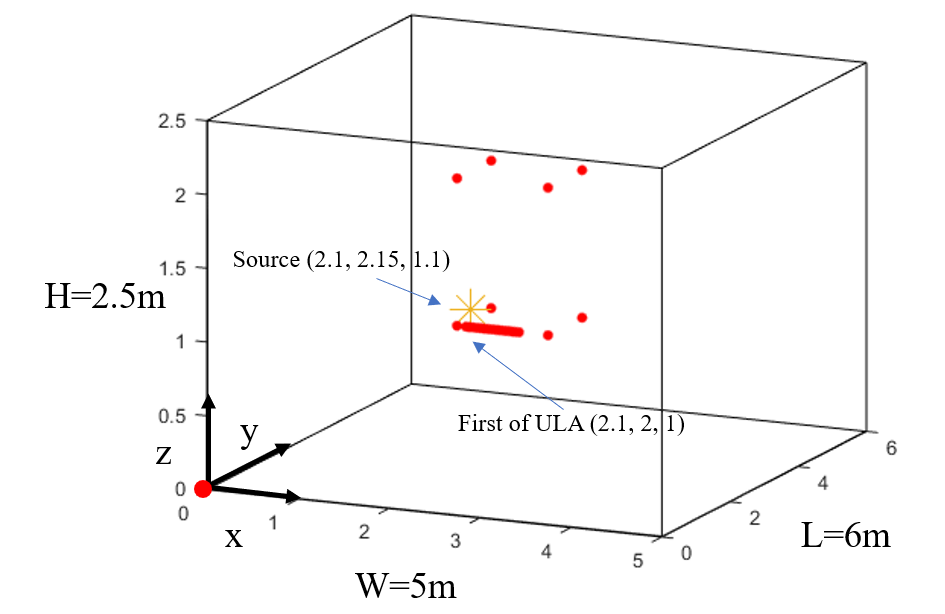 2.5
2
Source (2.1, 2.15, 1.1)
1.5
H=2.5m
1
First of ULA (2.1, 2, 1)
0.5
y
z
6
0
4
0
1
x
2
2
L=6m
3
4
0
5
W=5m